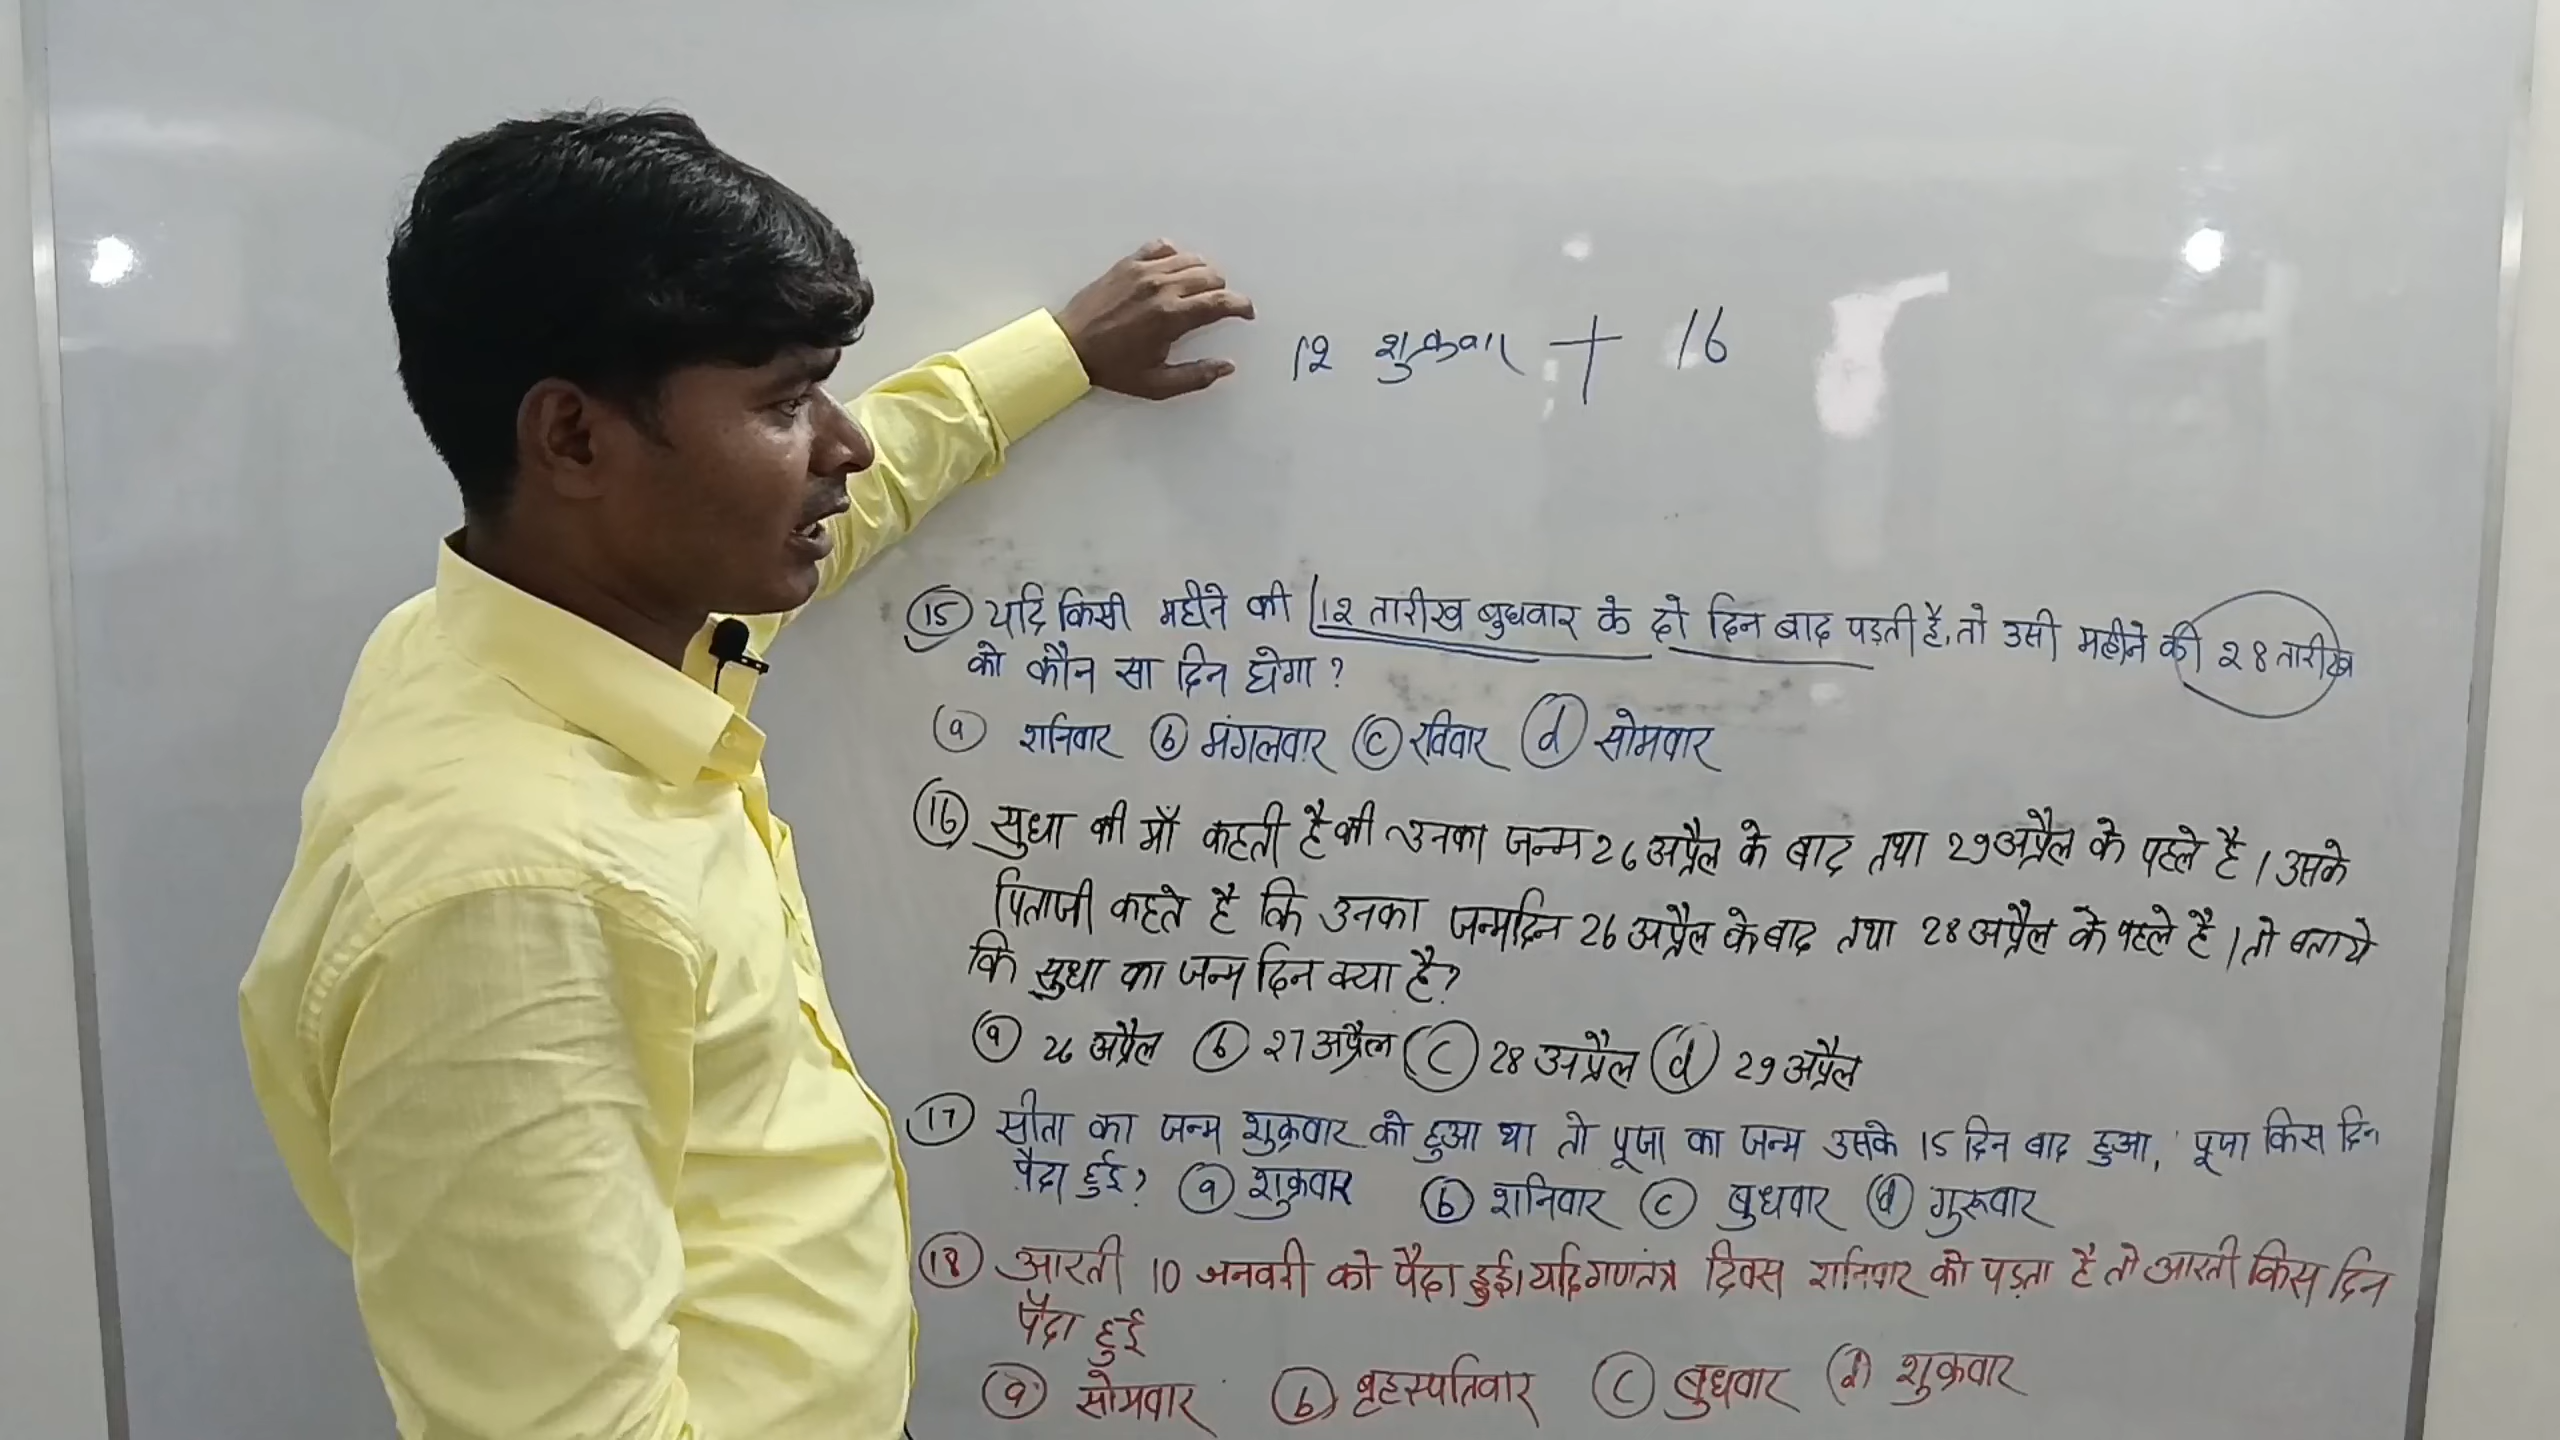 12 शुक्रवार + 16
(15) यदि किसी महीने की 12 तारीख बुधवार के दो दिन बाद पड़ती है, तो उसी महीने की 28 तारीख
को कौन सा दिन होगा ?
(a) शनिवार (b) मंगलवार (c) रविवार (d) सोमवार
(16) सुधा की माँ कहती है की उनका जन्म 26 अप्रैल के बाद तथा 29 अप्रैल के पहले है । उसके
पिताजी कहते है कि उनका जन्मदिन 26 अप्रैल के बाद तथा 28 अप्रैल के पहले है । तो बताये
कि सुधा का जन्म दिन क्या है ?
(a) 26 अप्रैल (b) 27 अप्रैल (c) 28 अप्रैल (d) 29 अप्रैल
(17) सीता का जन्म शुक्रवार को हुआ था तो पूजा का जन्म उसके 15 दिन बाद हुआ, पूजा किस दिन
पैदा हुई ? (a) शुक्रवार (b) शनिवार (c) बुधवार (d) गुरूवार
(18) आरती 10 जनवरी को पैदा हुई। यदि गणतंत्र दिवस शनिवार को पड़ता है तो आरती किस दिन
पैदा हुई
(a) सोमवार (b) बृहस्पतिवार (c) बुधवार (d) शुक्रवार